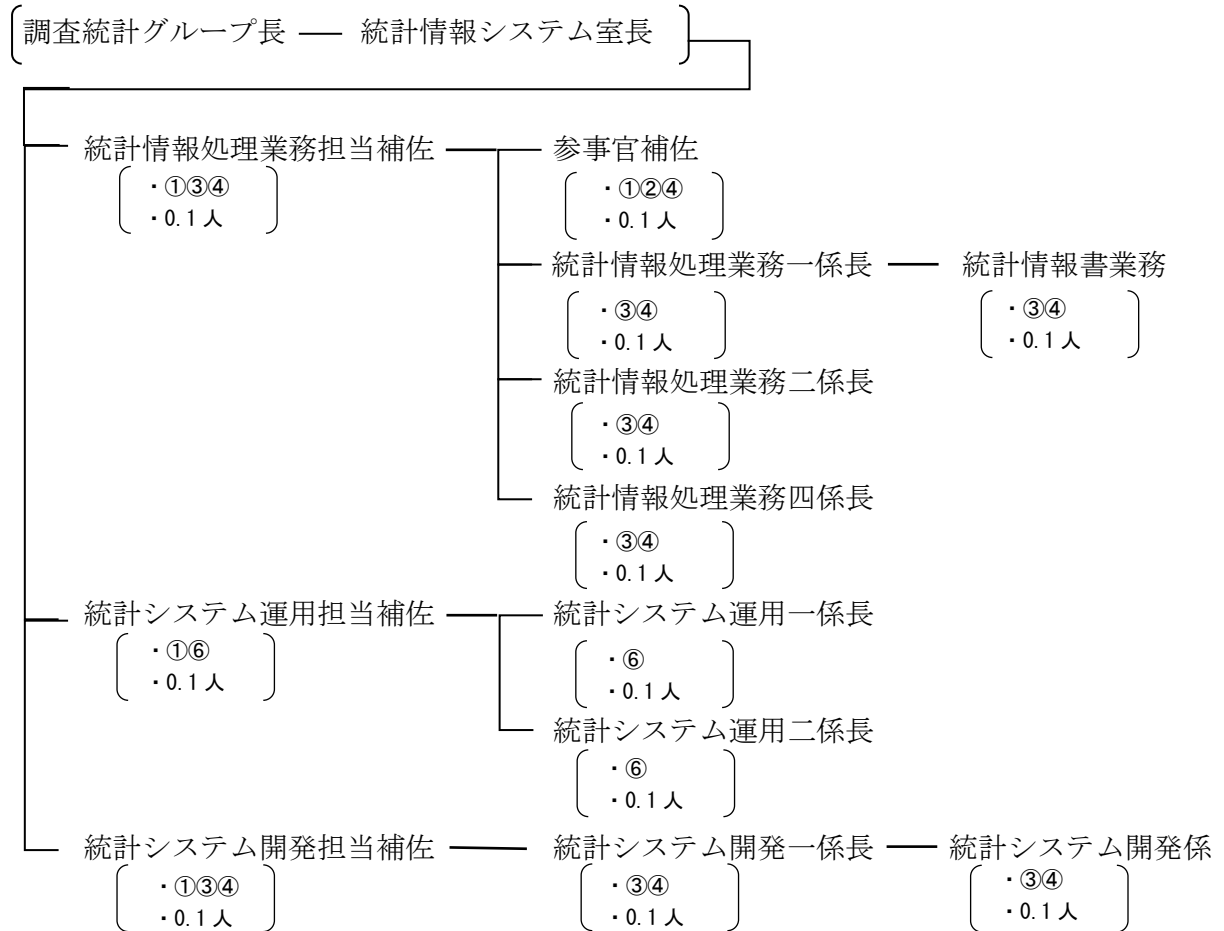 調査統計グループ長 ― 統計情報システム室長
統計情報処理業務担当補佐
・①③④
・0.1人
参事官補佐
・①②④
・0.1人
統計情報処理業務一係長
・③④
・0.1人
統計情報書業務
・③④
・0.1人
統計情報処理業務二係長
・③④
・0.1人
統計情報処理業務四係長
・③④
・0.1人
統計システム運用担当補佐
・①⑥
・0.1人
統計システム運用一係長
・⑥
・0.1人
統計システム運用二係長
・⑥
・0.1人
統計システム開発担当補佐
・①③④
・0.1人
統計システム開発一係長
・③④
・0.1人
統計システム開発係
・③④
・0.1人